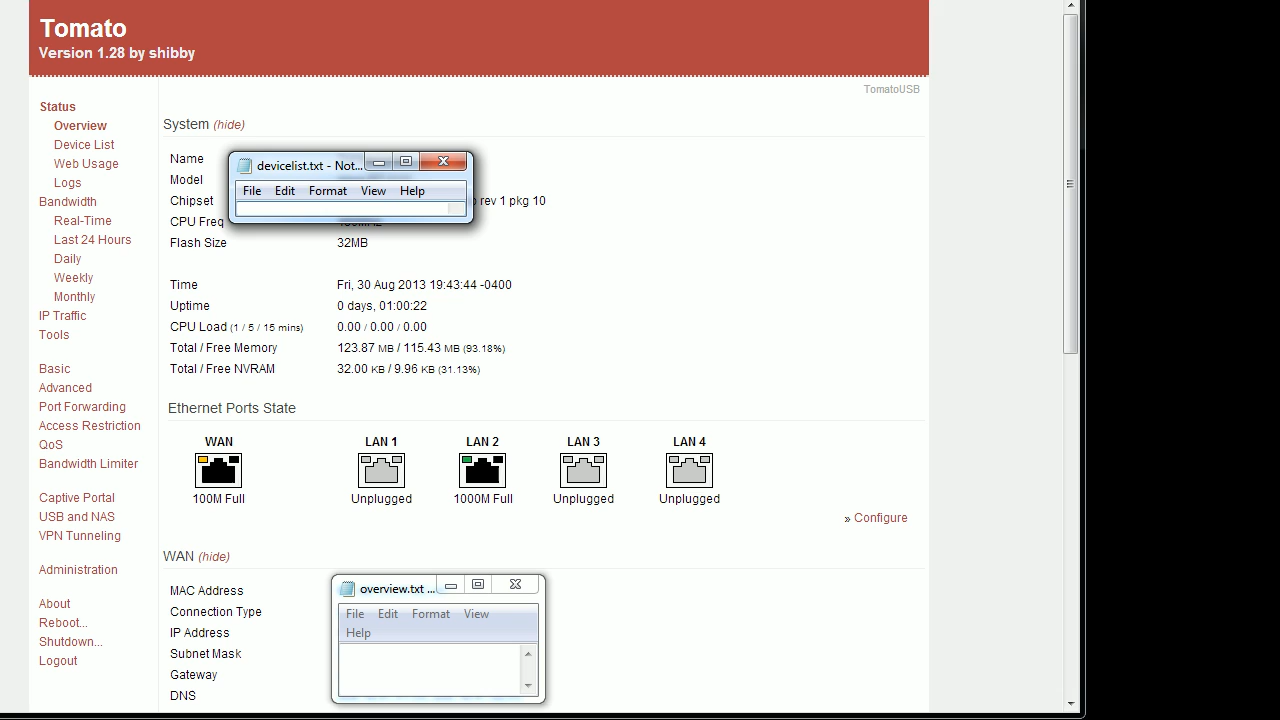 Tomato
Version 1.28 by shibby
TomatoUSB
Status
Overview
Device List
Web Usage
Logs
Bandwidth
Real-Time
Last 24 Hours
Daily
Weekly
Monthly
IP Traffic
Tools
Basic
Advanced
Port Forwarding
Access Restriction
QoS
Bandwidth Limiter
Captive Portal
USB and NAS
VPN Tunneling
Administration
About
Reboot...
Shutdown...
Logout
System (hide)
Name
devicelist.txt - Not...
File Edit Format View Help
Model
Chipset rev 1 pkg 10
CPU Freq
Flash Size 32MB
Time Fri, 30 Aug 2013 19:43:44 -0400
Uptime 0 days, 01:00:22
CPU Load (1 / 5 / 15 mins) 0.00 / 0.00 / 0.00
Total / Free Memory 123.87 MB / 115.43 MB (93.18%)
Total / Free NVRAM 32.00 KB / 9.96 KB (31.13%)
Ethernet Ports State
WAN LAN 1 LAN 2 LAN 3 LAN 4
100M Full Unplugged 1000M Full Unplugged Unplugged
» Configure
WAN (hide)
MAC Address
Connection Type
IP Address
Subnet Mask
Gateway
DNS
overview.txt ...
File Edit Format View
Help